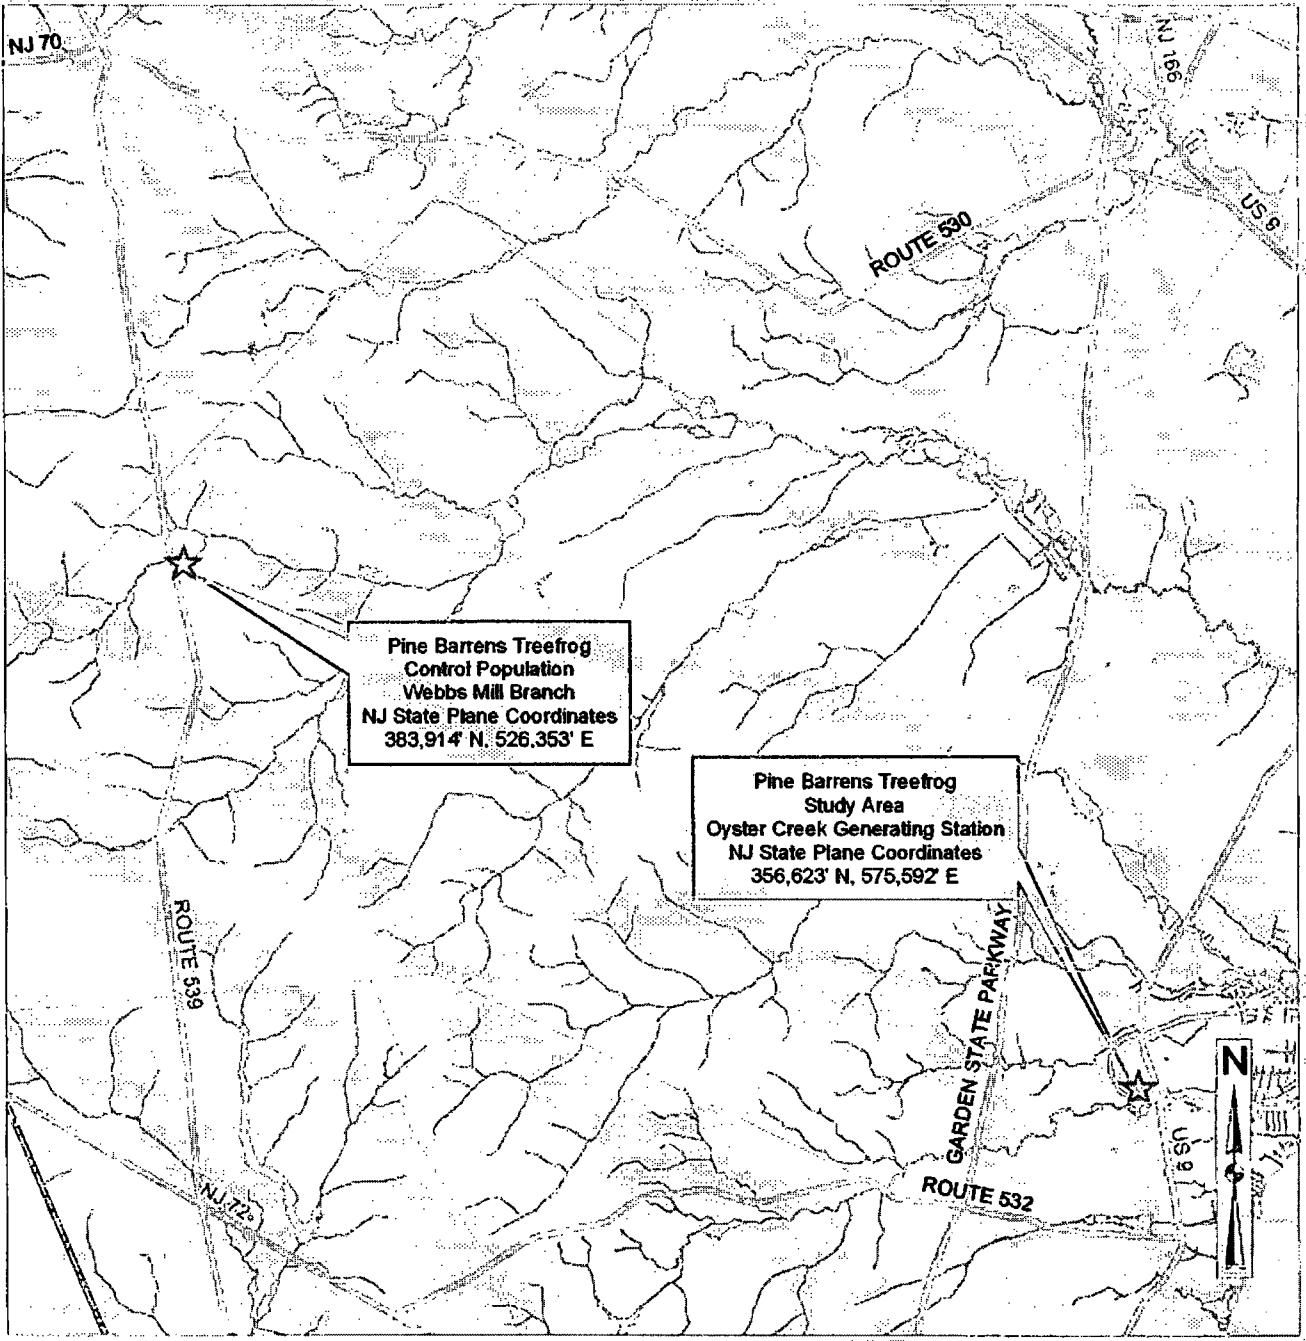 NJ 70
NJ 166
US 9
ROUTE 530
Pine Barrens Treefrog
Control Population
Webbs Mill Branch
NJ State Plane Coordinates
383,914' N, 526,353' E
Pine Barrens Treefrog
Study Area
Oyster Creek Generating Station
NJ State Plane Coordinates
356,623' N, 575,592' E
ROUTE 539
GARDEN STATE PARKWAY
N
US 9
NJ 72
ROUTE 532